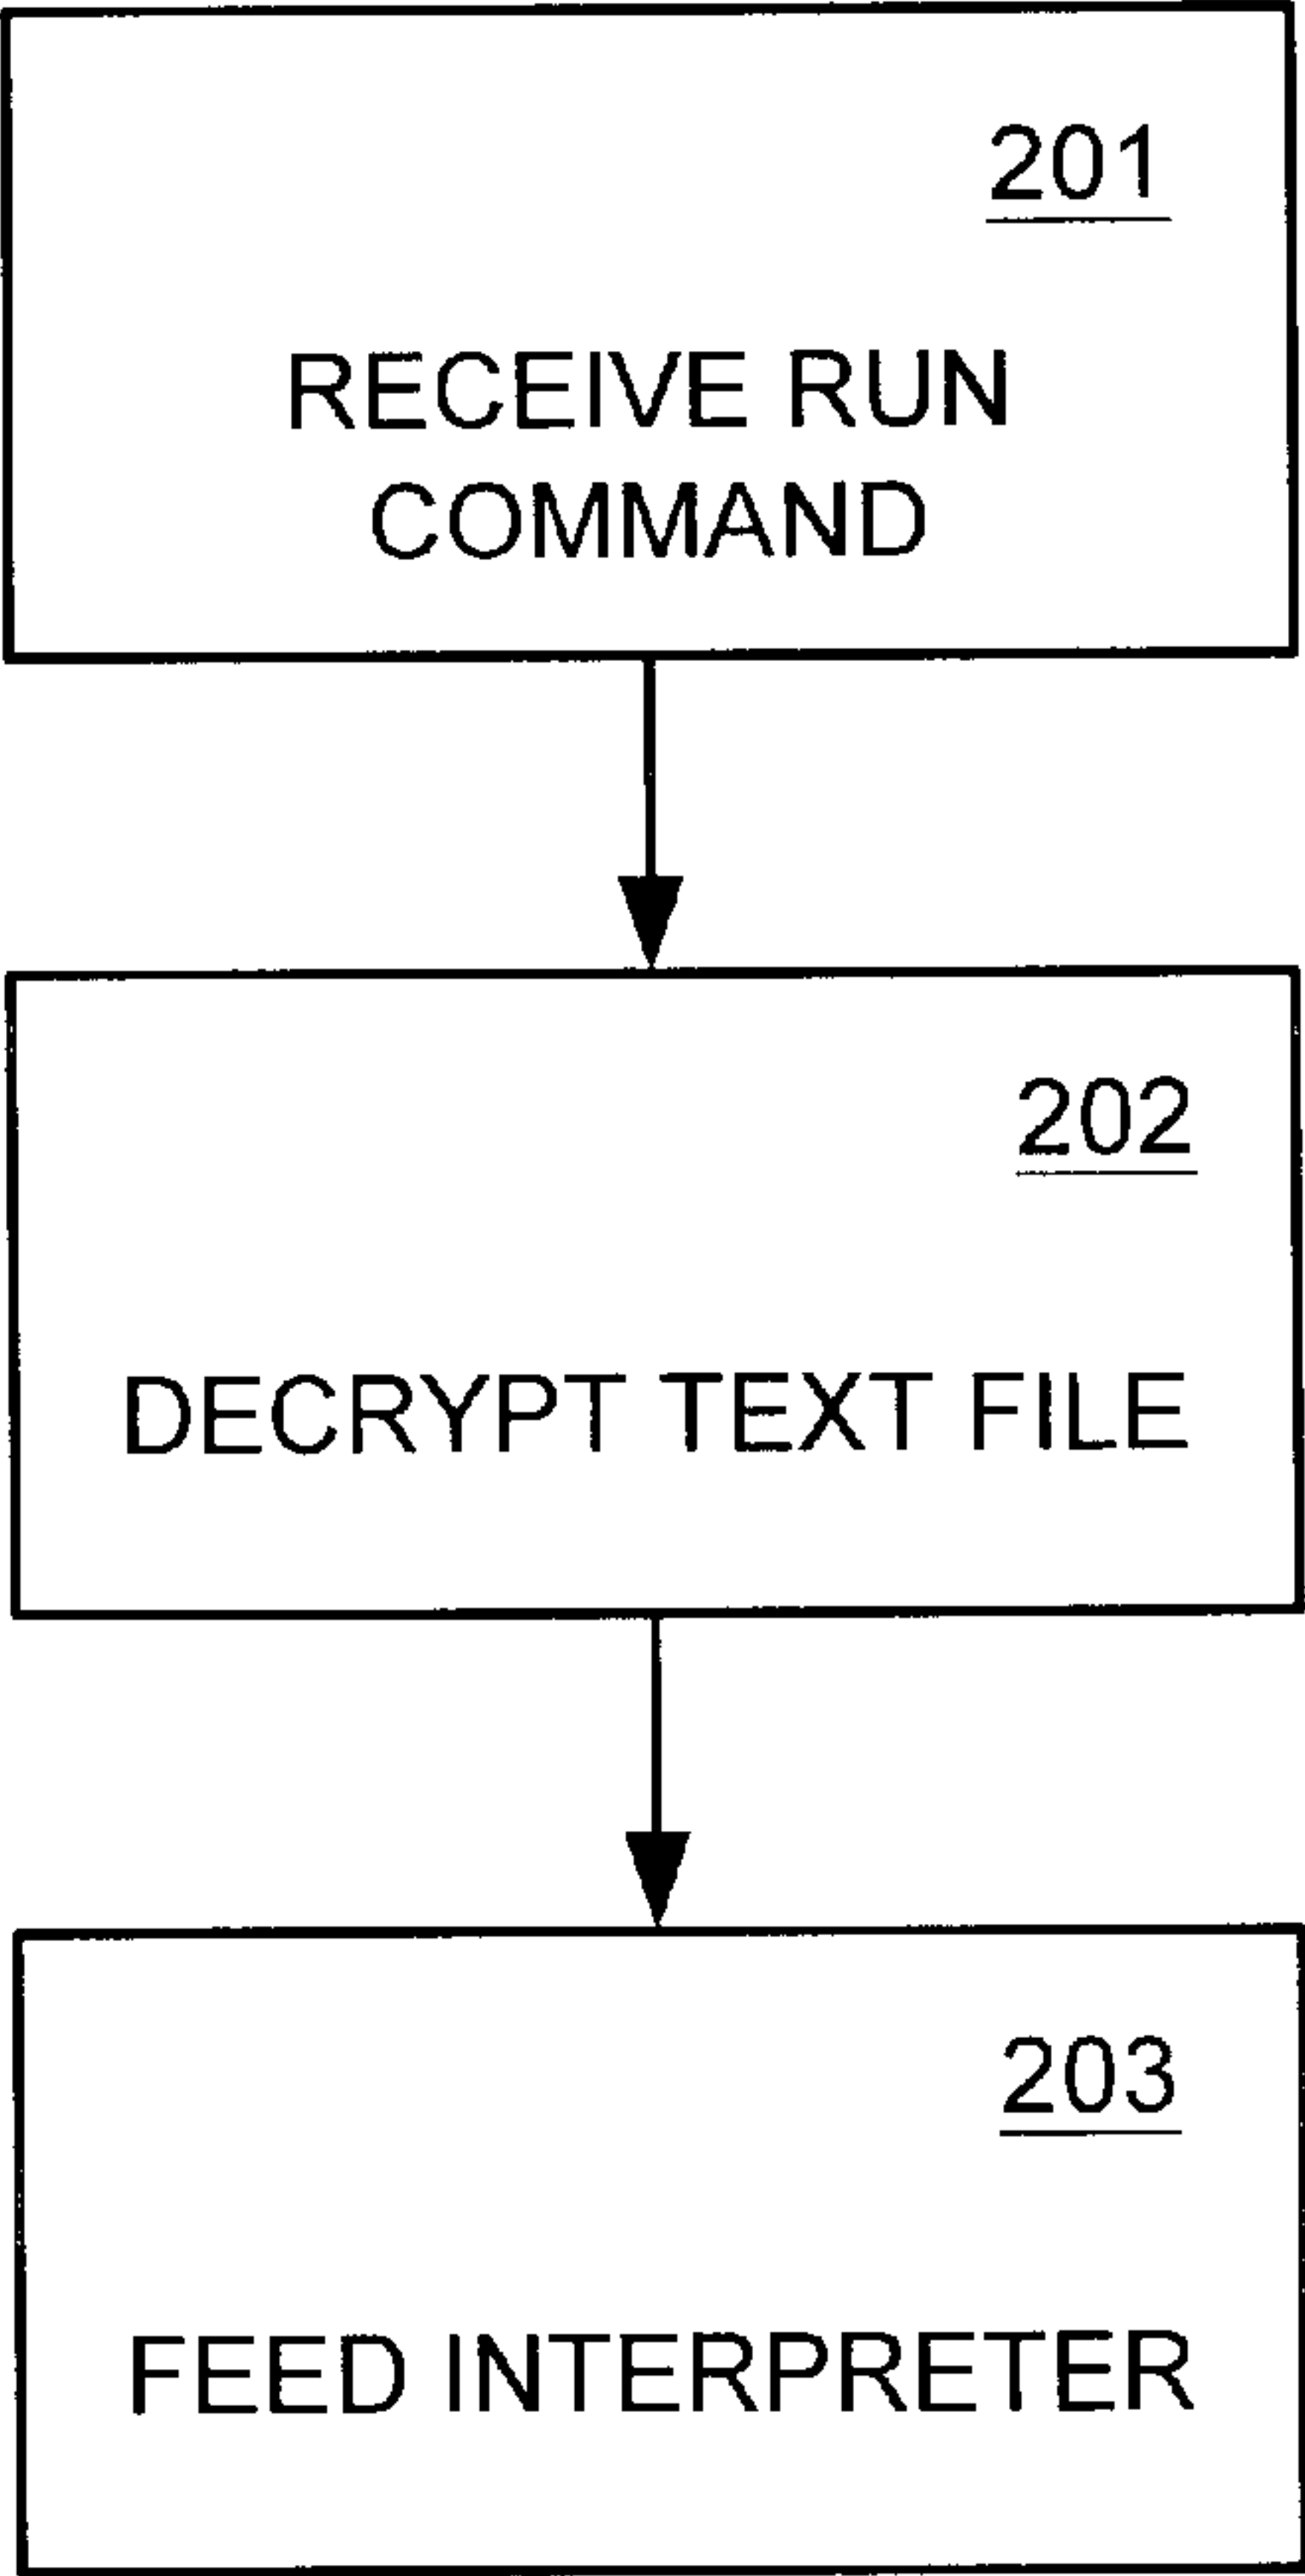 201
RECEIVE RUN
COMMAND
202
DECRYPT TEXT FILE
203
FEED INTERPRETER